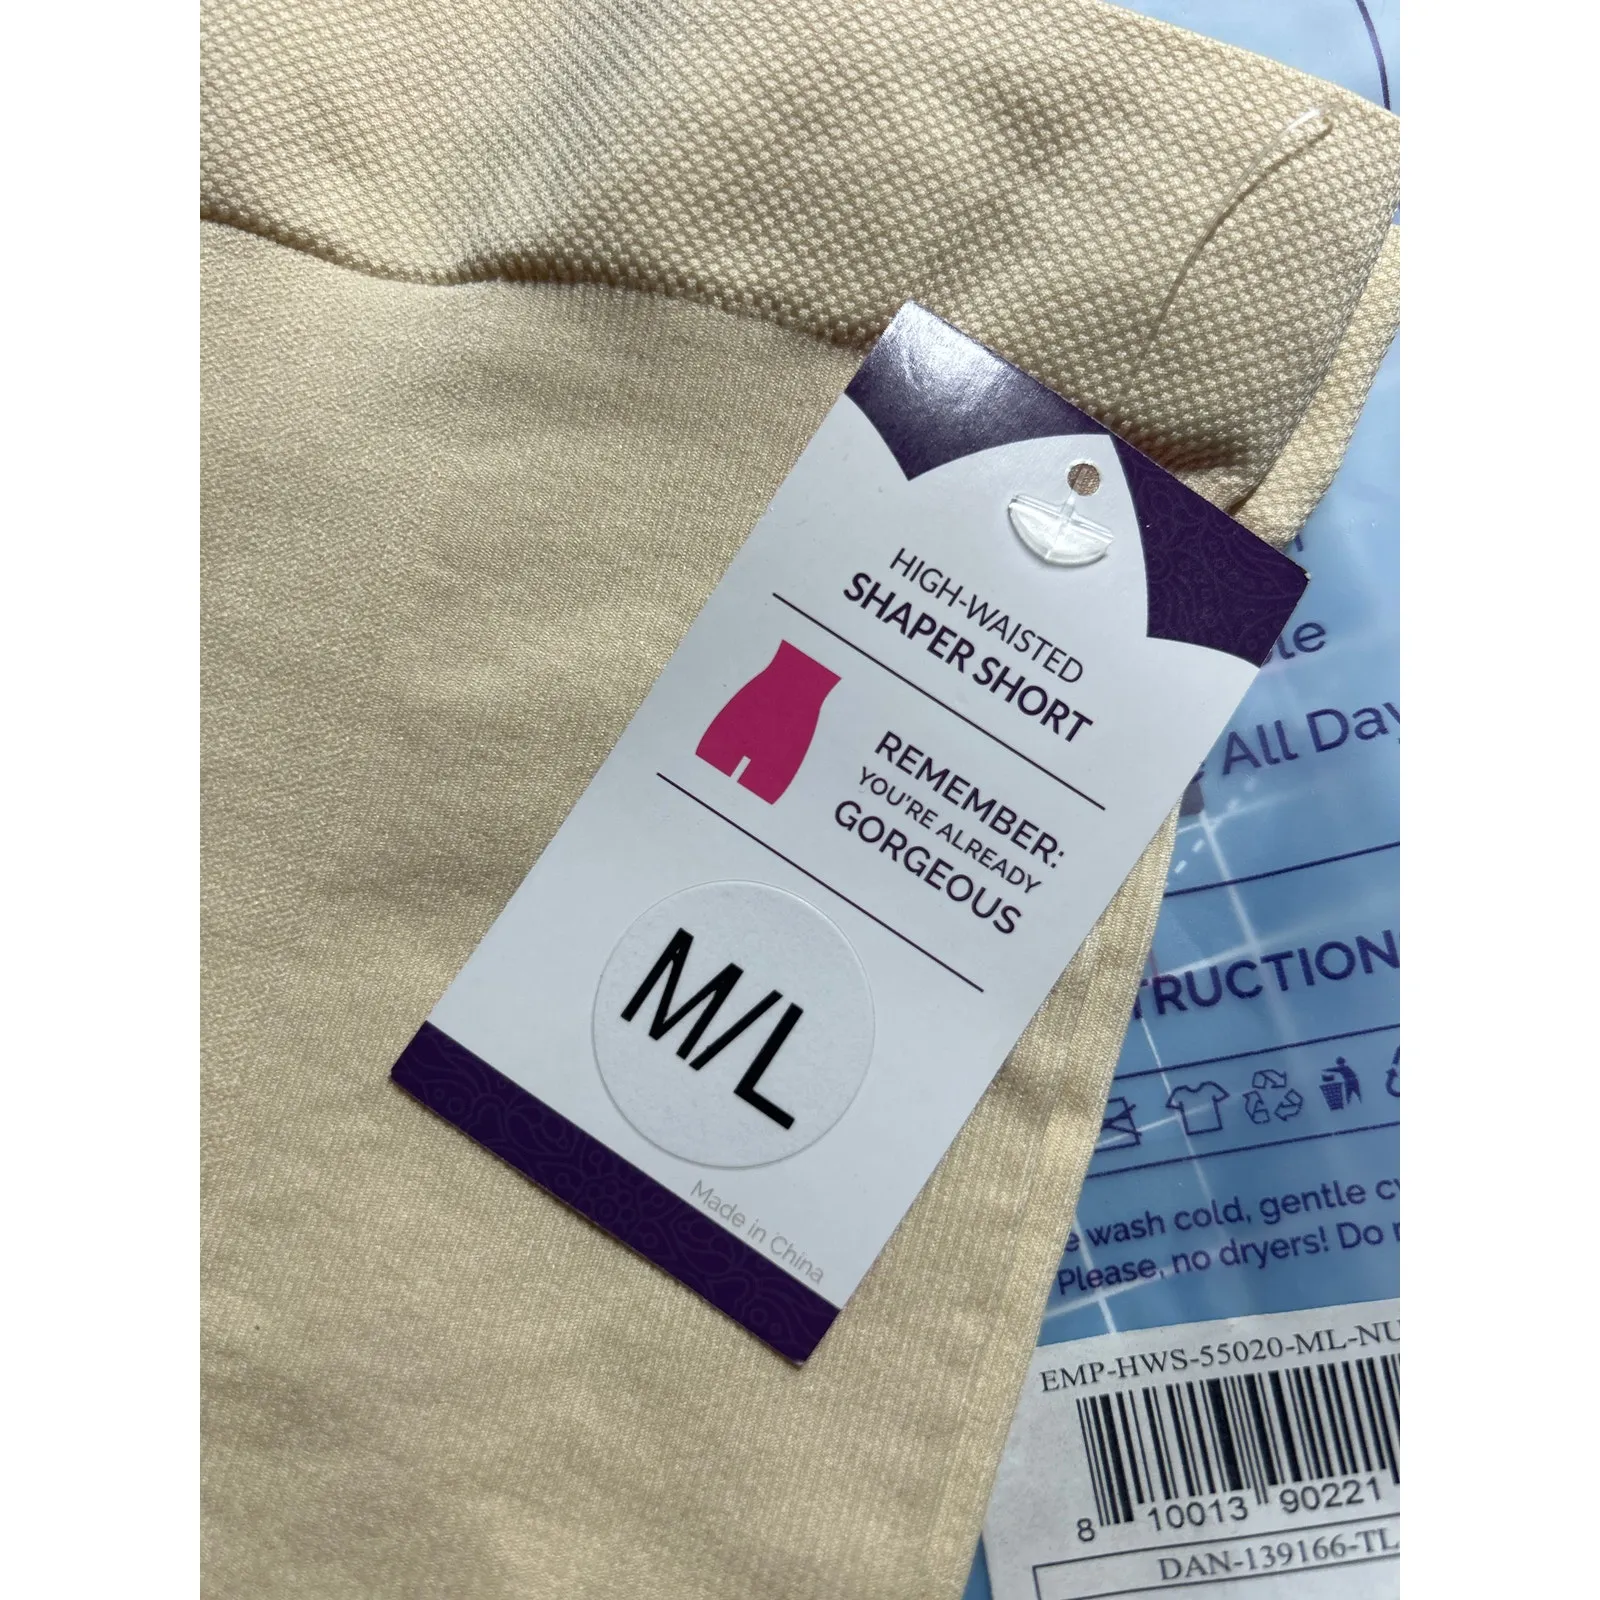 HIGH-WAISTED
SHAPER SHORT
REMEMBER:
YOU'RE ALREADY
GORGEOUS
M/L
Made in China
All Day
wash cold, gentle
Please, no dryers! Do
EMP-HWS-55020-ML-NU
8 10013 90221
DAN-139166-TL